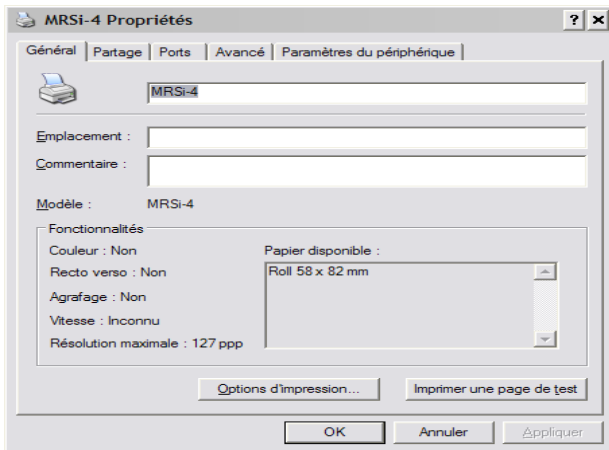 MRSi-4 Propriétés
Général Partage Ports Avancé Paramètres du périphérique
MRSi-4
Emplacement :
Commentaire :
Modèle : MRSi-4
Fonctionnalités
Couleur : Non Papier disponible :
Recto verso : Non Roll 58 x 82 mm
Agrafage : Non
Vitesse : Inconnu
Résolution maximale : 127 ppp
Options d'impression... Imprimer une page de test
OK Annuler Appliquer